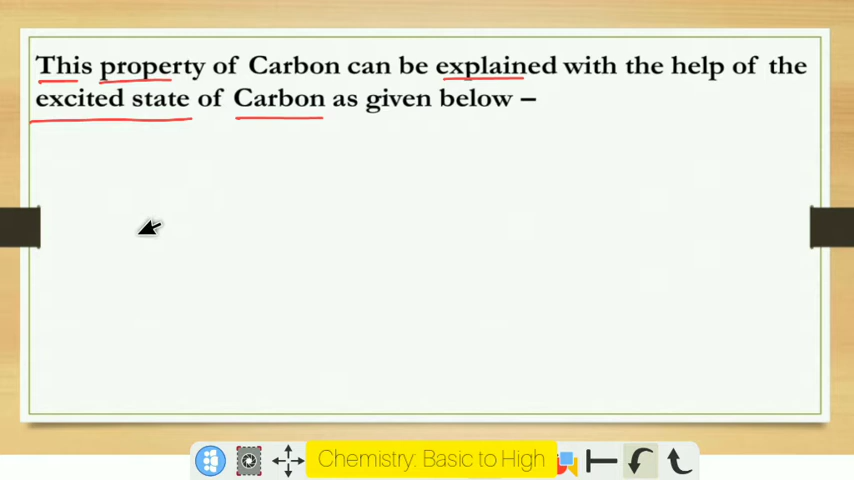 This property of Carbon can be explained with the help of the
excited state of Carbon as given below –
Chemistry: Basic to High